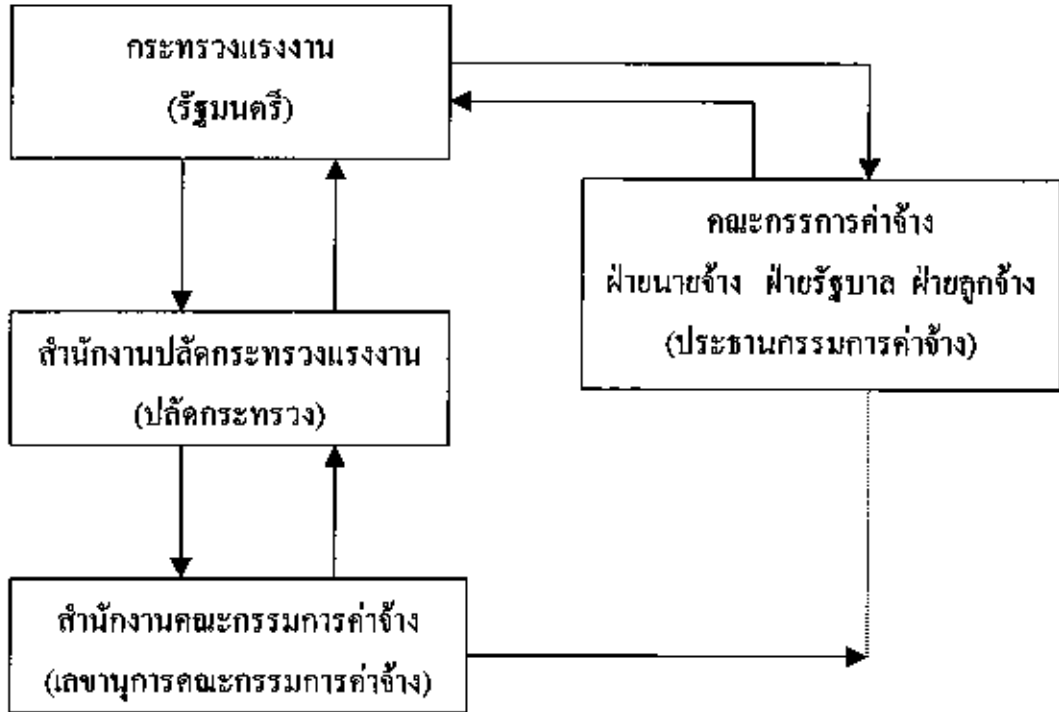 กระทรวงแรงงาน
(รัฐมนตรี)
คณะกรรการค่าจ้าง
ฝ่ายนายจ้าง ฝ่ายรัฐบาล ฝ่ายลูกจ้าง
(ประธานกรรมการค่าจ้าง)
สำนักงานปลัดกระทรวงแรงงาน
(ปลัดกระทรวง)
สำนักงานคณะกรรมการค่าจ้าง
(เลขานุการคณะกรรมการค่าจ้าง)